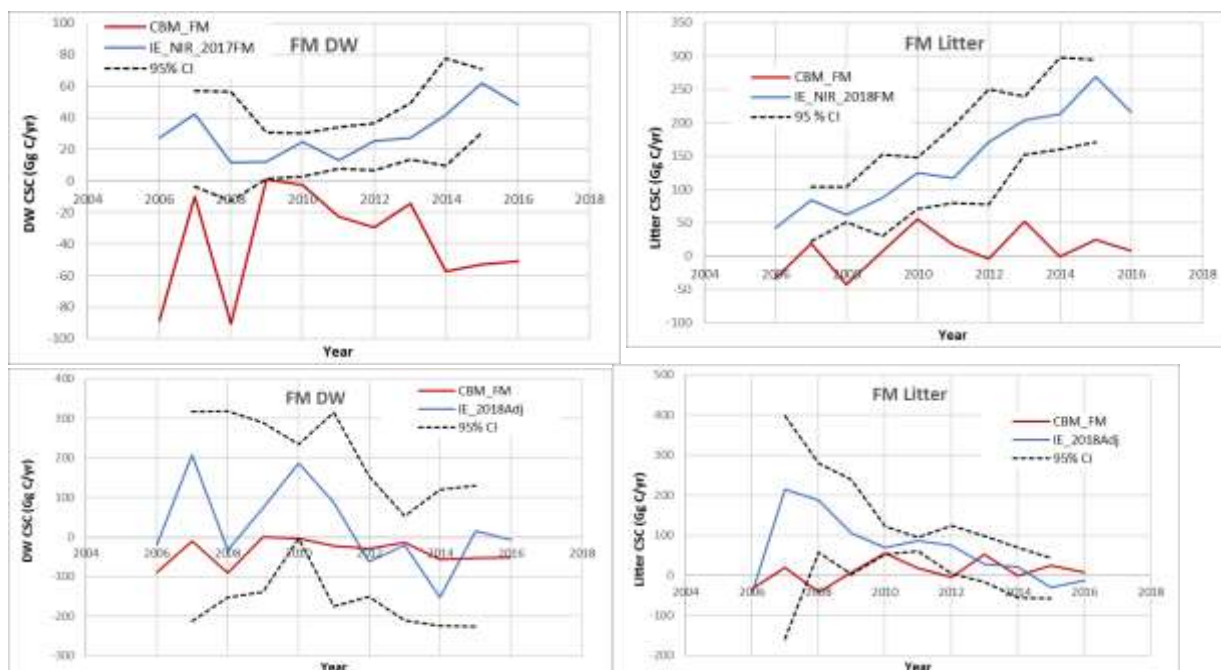 FM DW
CBM_FM
IE_NIR_2017FM
95% CI
DW CSC (Gg C/yr)
100
80
60
40
20
0
-20
-40
-60
-80
-100
2004 2006 2008 2010 2012 2014 2016 2018
Year
FM Litter
CBM_FM
IE_NIR_2018FM
95 % CI
Litter CSC (Gg C/yr)
350
300
250
200
150
100
50
0
-50
-100
2004 2006 2008 2010 2012 2014 2016 2018
Year
FM DW
CBM_FM
IE_2018Adj
95% CI
DW CSC (Gg C/yr)
400
300
200
100
0
-100
-200
-300
2004 2006 2008 2010 2012 2014 2016 2018
Year
FM Litter
CBM_FM
IE_2018Adj
95% CI
Litter CSC (Gg C/yr)
500
400
300
200
100
0
-100
-200
2004 2006 2008 2010 2012 2014 2016 2018
Year